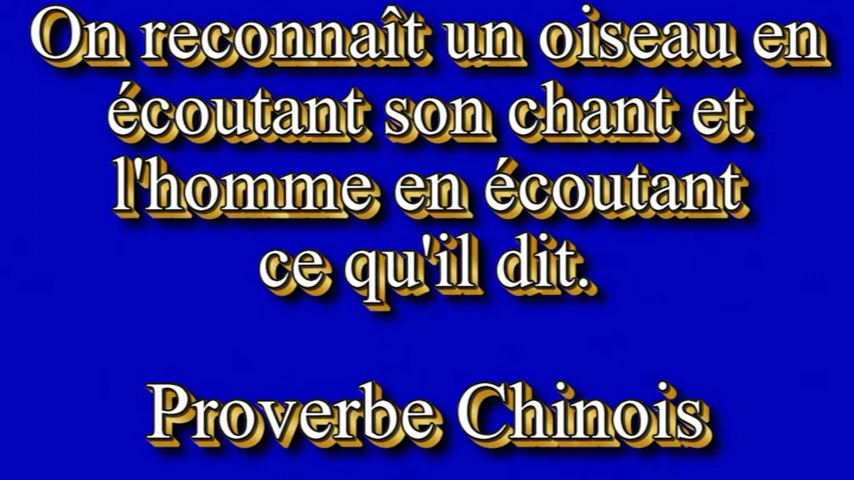 On reconnaît un oiseau en
écoutant son chant et
l'homme en écoutant
ce qu'il dit.
Proverbe Chinois